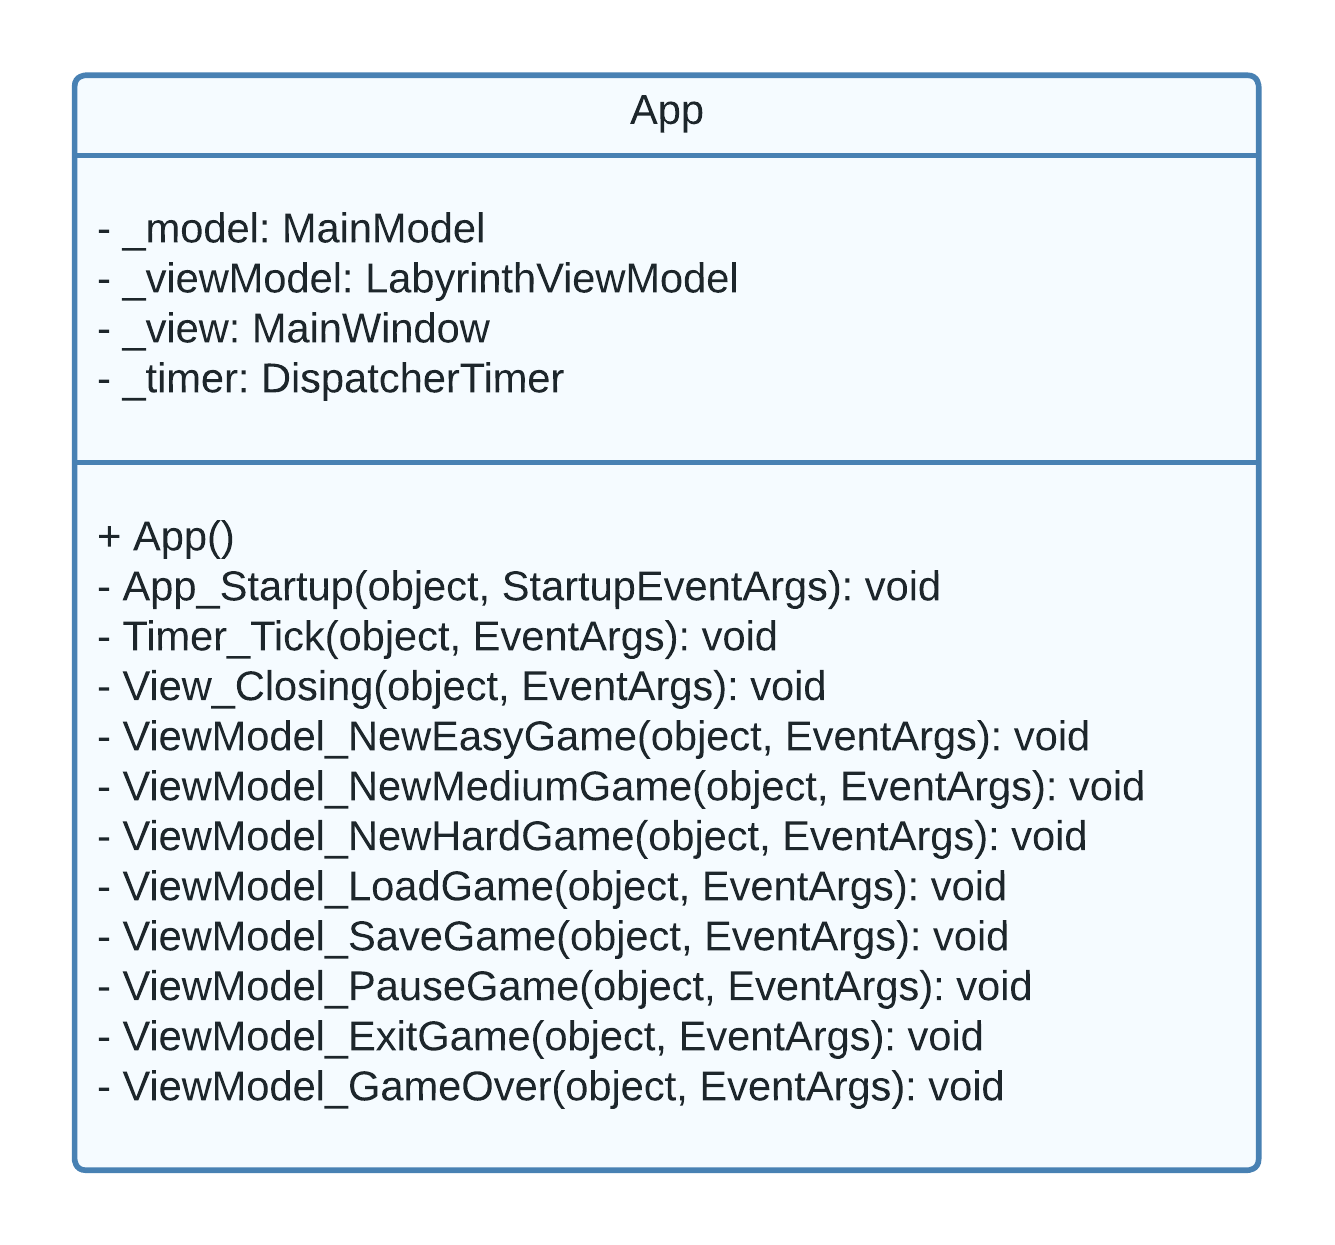 App
- _model: MainModel
- _viewModel: LabyrinthViewModel
- _view: MainWindow
- _timer: DispatcherTimer
+ App()
- App_Startup(object, StartupEventArgs): void
- Timer_Tick(object, EventArgs): void
- View_Closing(object, EventArgs): void
- ViewModel_NewEasyGame(object, EventArgs): void
- ViewModel_NewMediumGame(object, EventArgs): void
- ViewModel_NewHardGame(object, EventArgs): void
- ViewModel_LoadGame(object, EventArgs): void
- ViewModel_SaveGame(object, EventArgs): void
- ViewModel_PauseGame(object, EventArgs): void
- ViewModel_ExitGame(object, EventArgs): void
- ViewModel_GameOver(object, EventArgs): void